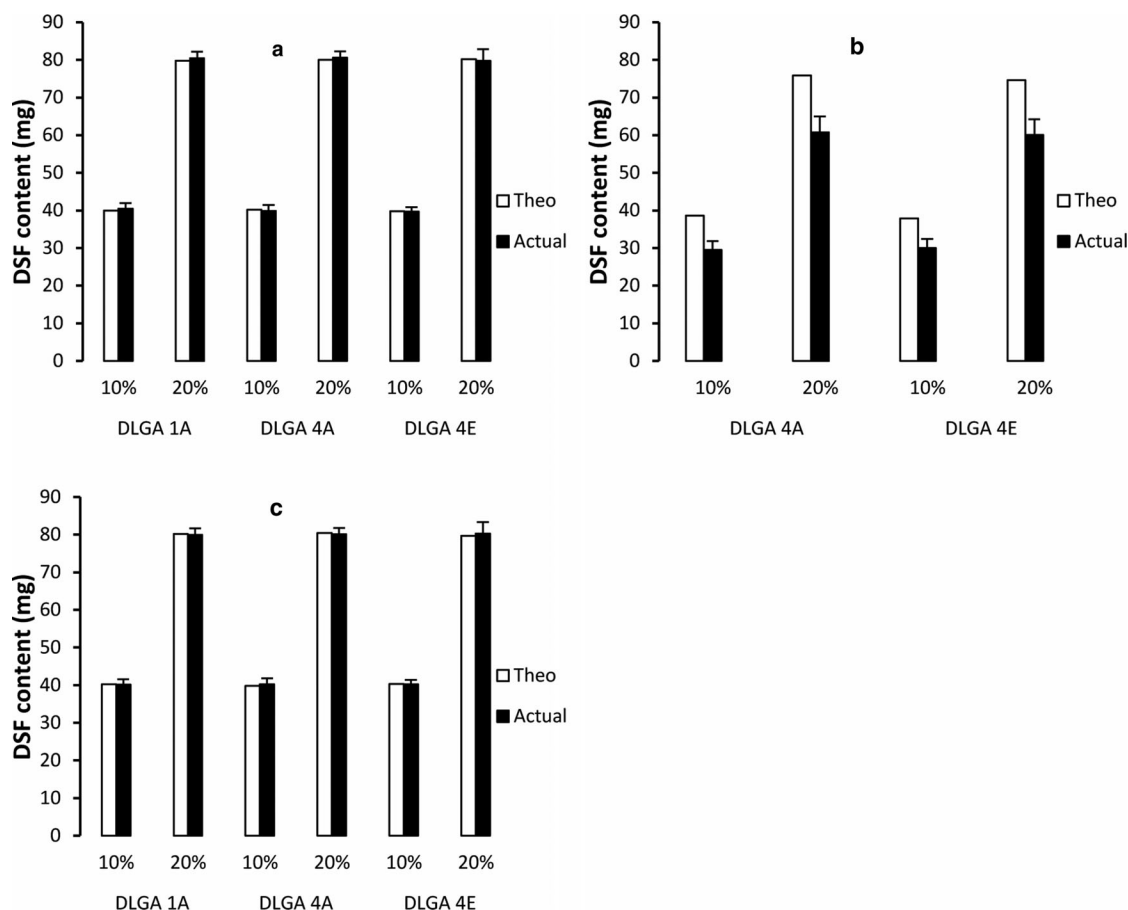 a
DSF content (mg)
90
80
70
60
50
40
30
20
10
0
10% 20% 10% 20% 10% 20%
DLGA 1A DLGA 4A DLGA 4E
Theo
Actual
b
DSF content (mg)
90
80
70
60
50
40
30
20
10
0
10% 20% 10% 20%
DLGA 4A DLGA 4E
Theo
Actual
c
DSF content (mg)
90
80
70
60
50
40
30
20
10
0
10% 20% 10% 20% 10% 20%
DLGA 1A DLGA 4A DLGA 4E
Theo
Actual